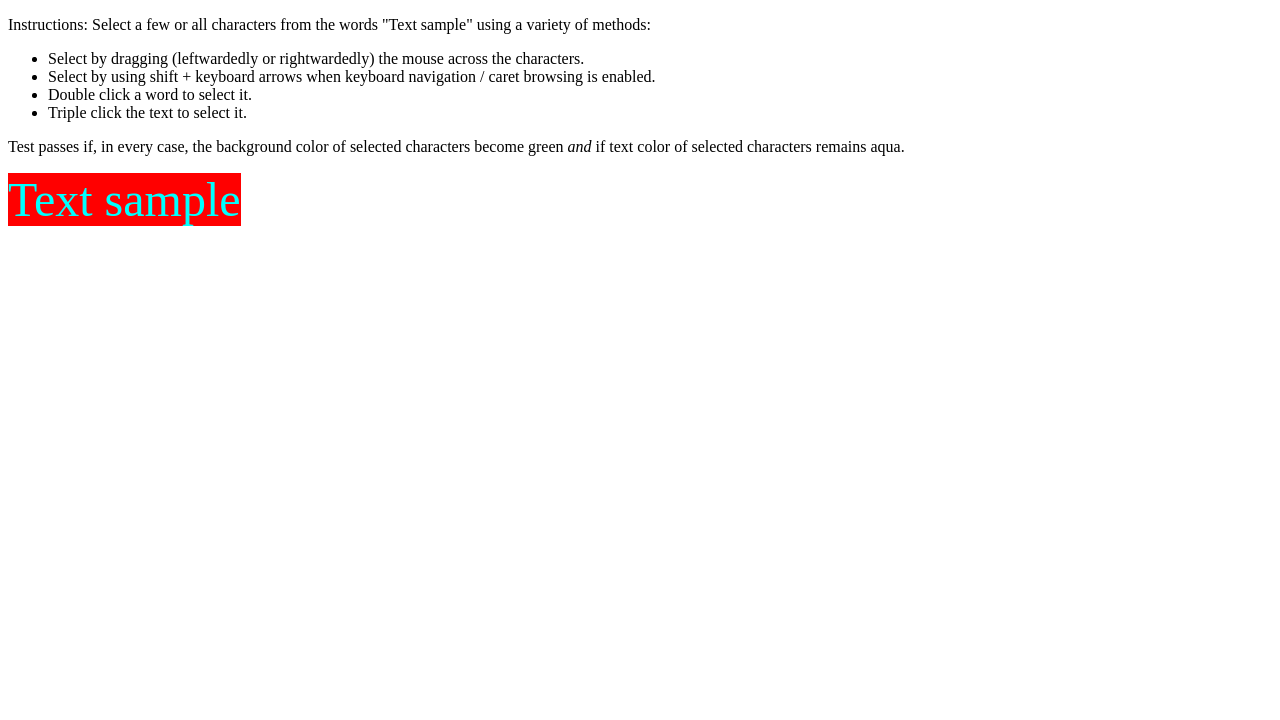 Instructions: Select a few or all characters from the words "Text sample" using a variety of methods:
Select by dragging (leftwardedly or rightwardedly) the mouse across the characters.
Select by using shift + keyboard arrows when keyboard navigation / caret browsing is enabled.
Double click a word to select it.
Triple click the text to select it.
Test passes if, in every case, the background color of selected characters become green and if text color of selected characters remains aqua.
Text sample